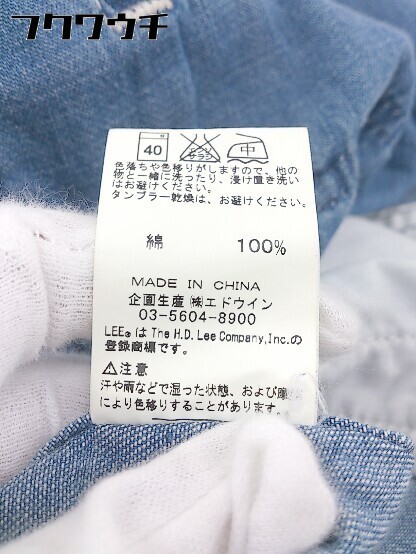 フクワウチ
40
エンソ
サラシ
中
色落ちや色移りがしますので、他の
物と一緒に洗ったり、浸け置き洗い
はお避けください。
タンブラー乾燥は、お避けください。
綿 100%
MADE IN CHINA
企画生産 ㈱エドウイン
03-5604-8900
LEE®は The H.D. Lee Company, Inc.の
登録商標です。
⚠注意
汗や雨などで湿った状態、および摩
により色移りすることがあります。